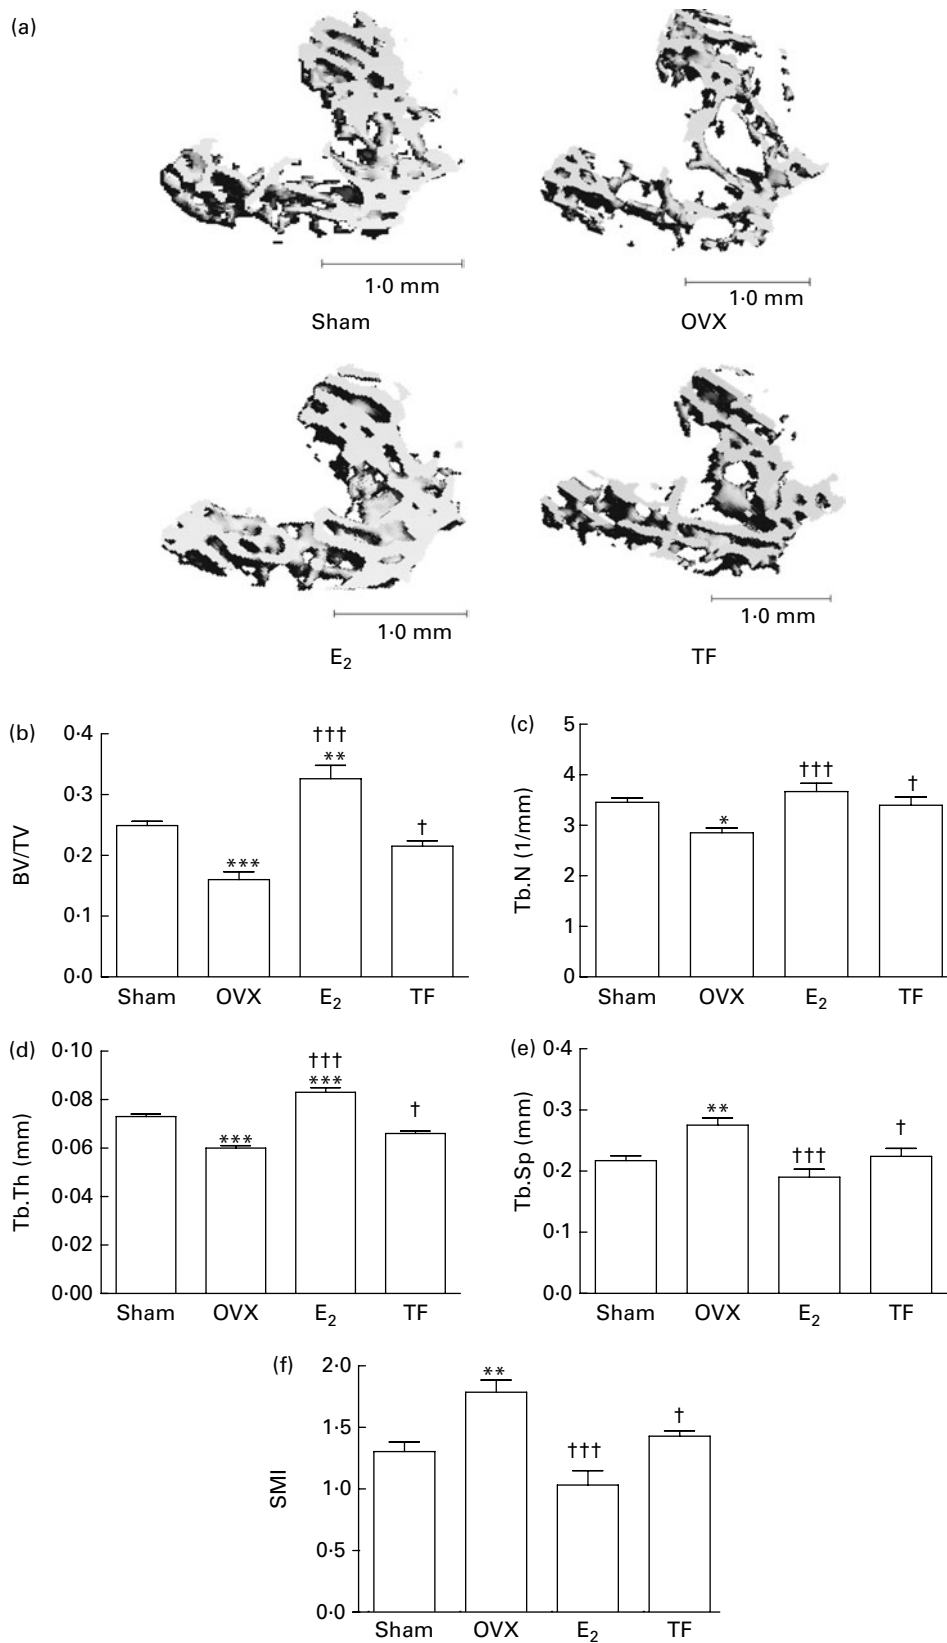 (a)
1·0 mm
Sham
1·0 mm
OVX
1·0 mm
E₂
1·0 mm
TF
(b)
BV/TV
0·4
0·3
0·2
0·1
0·0
***
†††
**
†
Sham OVX E₂ TF
(c)
Tb.N (1/mm)
5
4
3
2
1
0
*
†††
†
Sham OVX E₂ TF
(d)
Tb.Th (mm)
0·10
0·08
0·06
0·04
0·02
0·00
***
†††
***
†
Sham OVX E₂ TF
(e)
Tb.Sp (mm)
0·4
0·3
0·2
0·1
0·0
**
†††
†
Sham OVX E₂ TF
(f)
SMI
2·0
1·5
1·0
0·5
0·0
**
†††
†
Sham OVX E₂ TF